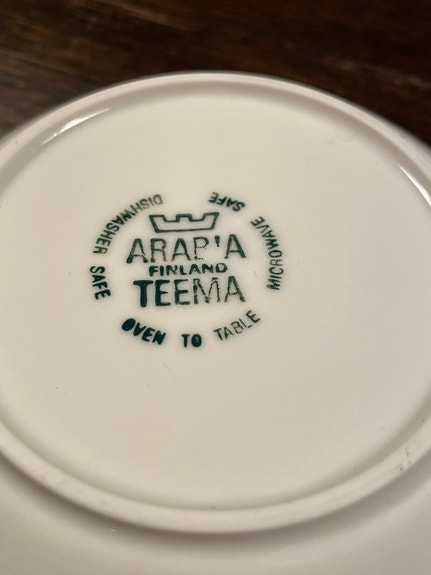 ARABIA
FINLAND
TEEMA
DISHWASHER SAFE
MICROWAVE SAFE
OVEN TO TABLE